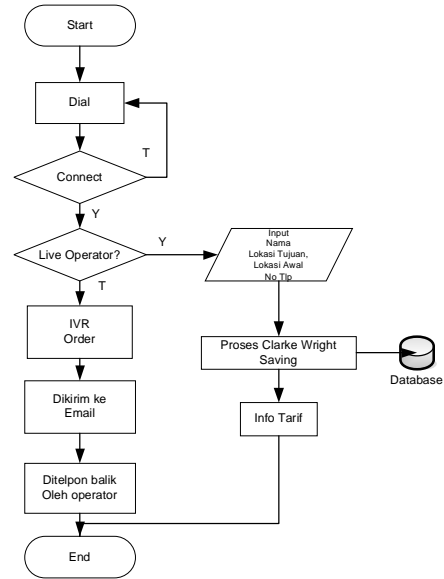 Start
Dial
T
Connect
Y
Live Operator?
Y
T
Input
Nama
Lokasi Tujuan,
Lokasi Awal
No Tlp
IVR
Order
Proses Clarke Wright
Saving
Database
Dikirim ke
Email
Info Tarif
Ditelpon balik
Oleh operator
End